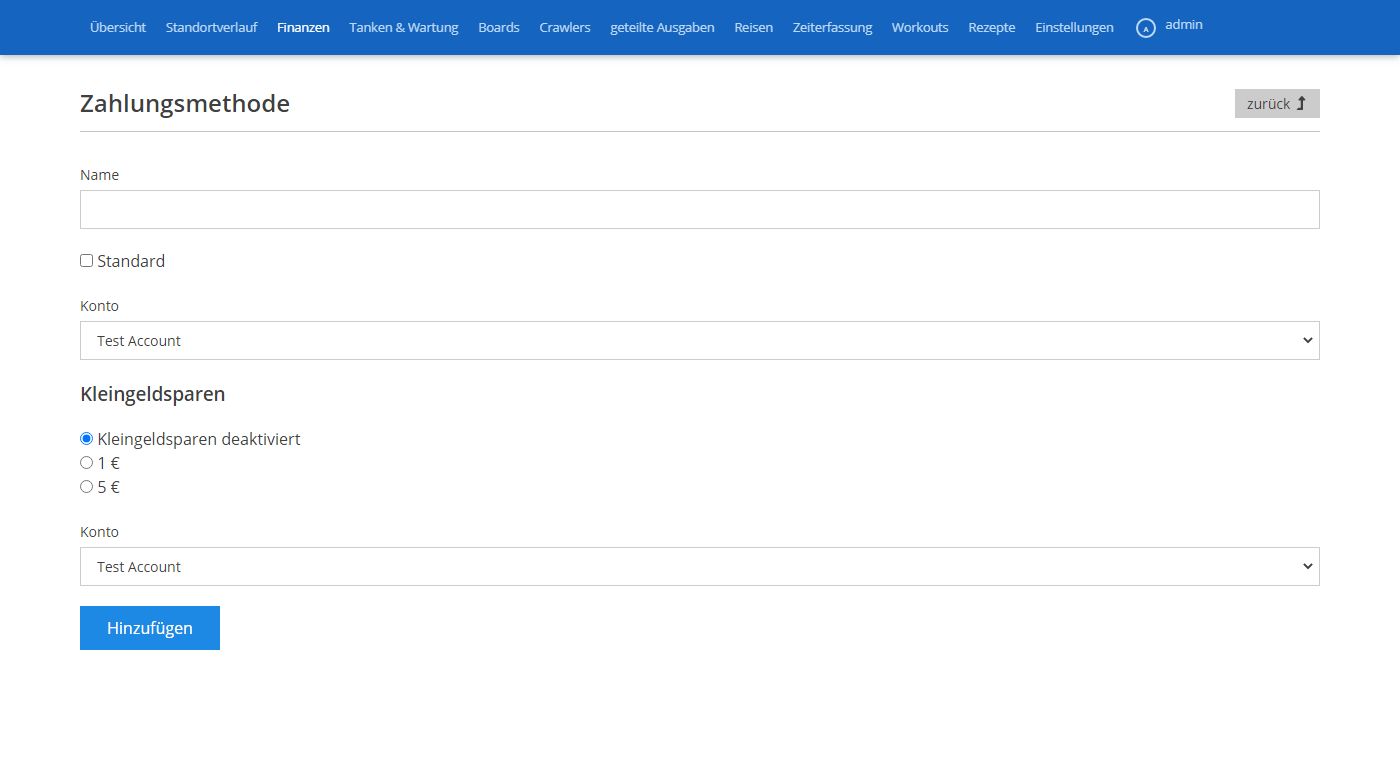 Übersicht Standortverlauf Finanzen Tanken & Wartung Boards Crawlers geteilte Ausgaben Reisen Zeiterfassung Workouts Rezepte Einstellungen A admin
Zahlungsmethode zurück
Name
Standard
Konto
Test Account
Kleingeldsparen
Kleingeldsparen deaktiviert
1 €
5 €
Konto
Test Account
Hinzufügen